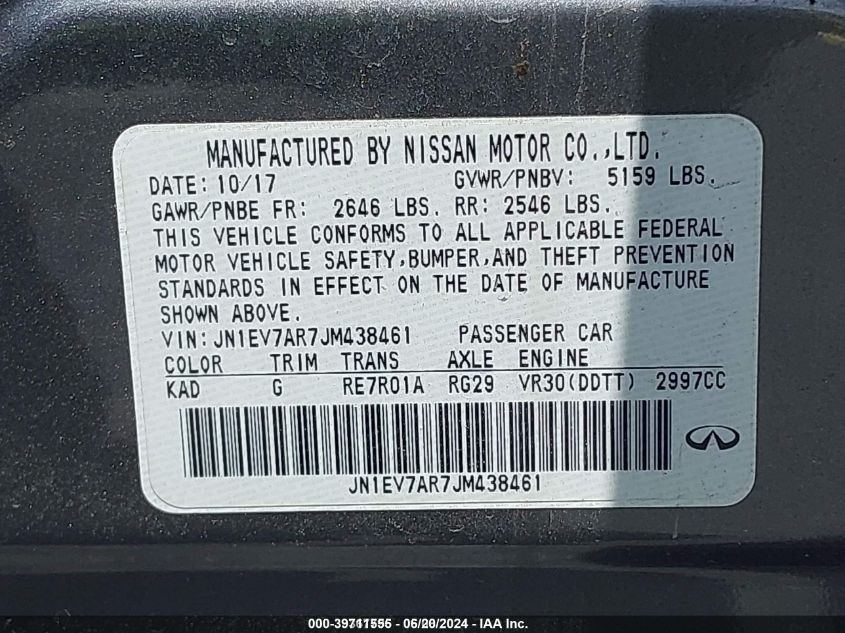 MANUFACTURED BY NISSAN MOTOR CO.,LTD.
DATE: 10/17 GVWR/PNBV: 5159 LBS.
GAWR/PNBE FR: 2646 LBS. RR: 2546 LBS.
THIS VEHICLE CONFORMS TO ALL APPLICABLE FEDERAL
MOTOR VEHICLE SAFETY,BUMPER,AND THEFT PREVENTION
STANDARDS IN EFFECT ON THE DATE OF MANUFACTURE
SHOWN ABOVE.
VIN:JN1EV7AR7JM438461 PASSENGER CAR
COLOR TRIM TRANS AXLE ENGINE
KAD G RE7R01A RG29 VR30(DDTT) 2997CC
JN1EV7AR7JM438461
- IAA Inc.